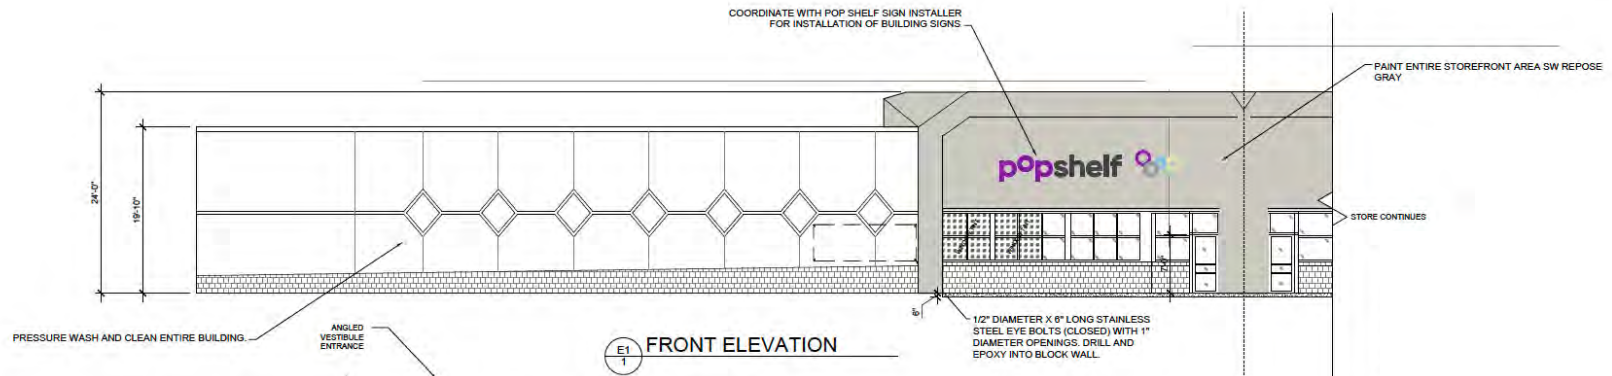 COORDINATE WITH POP SHELF SIGN INSTALLER
FOR INSTALLATION OF BUILDING SIGNS
PAINT ENTIRE STOREFRONT AREA SW REPOSE
GRAY
24'-0"
19'-10"
popshelf
STORE CONTINUES
6"
1/2" DIAMETER X 6" LONG STAINLESS
STEEL EYE BOLTS (CLOSED) WITH 1"
DIAMETER OPENINGS. DRILL AND
EPOXY INTO BLOCK WALL.
PRESSURE WASH AND CLEAN ENTIRE BUILDING.
ANGLED
VESTIBULE
ENTRANCE
E1
1
FRONT ELEVATION